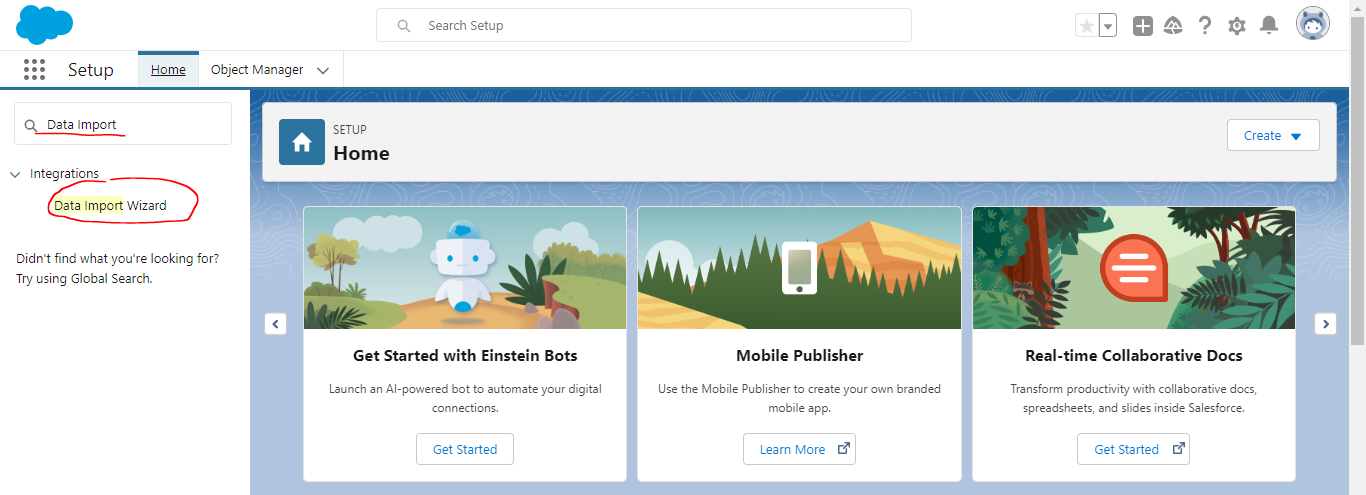 Search Setup
Setup
Home
Object Manager
Data Import
Integrations
Data Import Wizard
Didn't find what you're looking for?
Try using Global Search.
SETUP
Home
Create
Get Started with Einstein Bots
Launch an AI-powered bot to automate your digital
connections.
Get Started
Mobile Publisher
Use the Mobile Publisher to create your own branded
mobile app.
Learn More
Real-time Collaborative Docs
Transform productivity with collaborative docs,
spreadsheets, and slides inside Salesforce.
Get Started